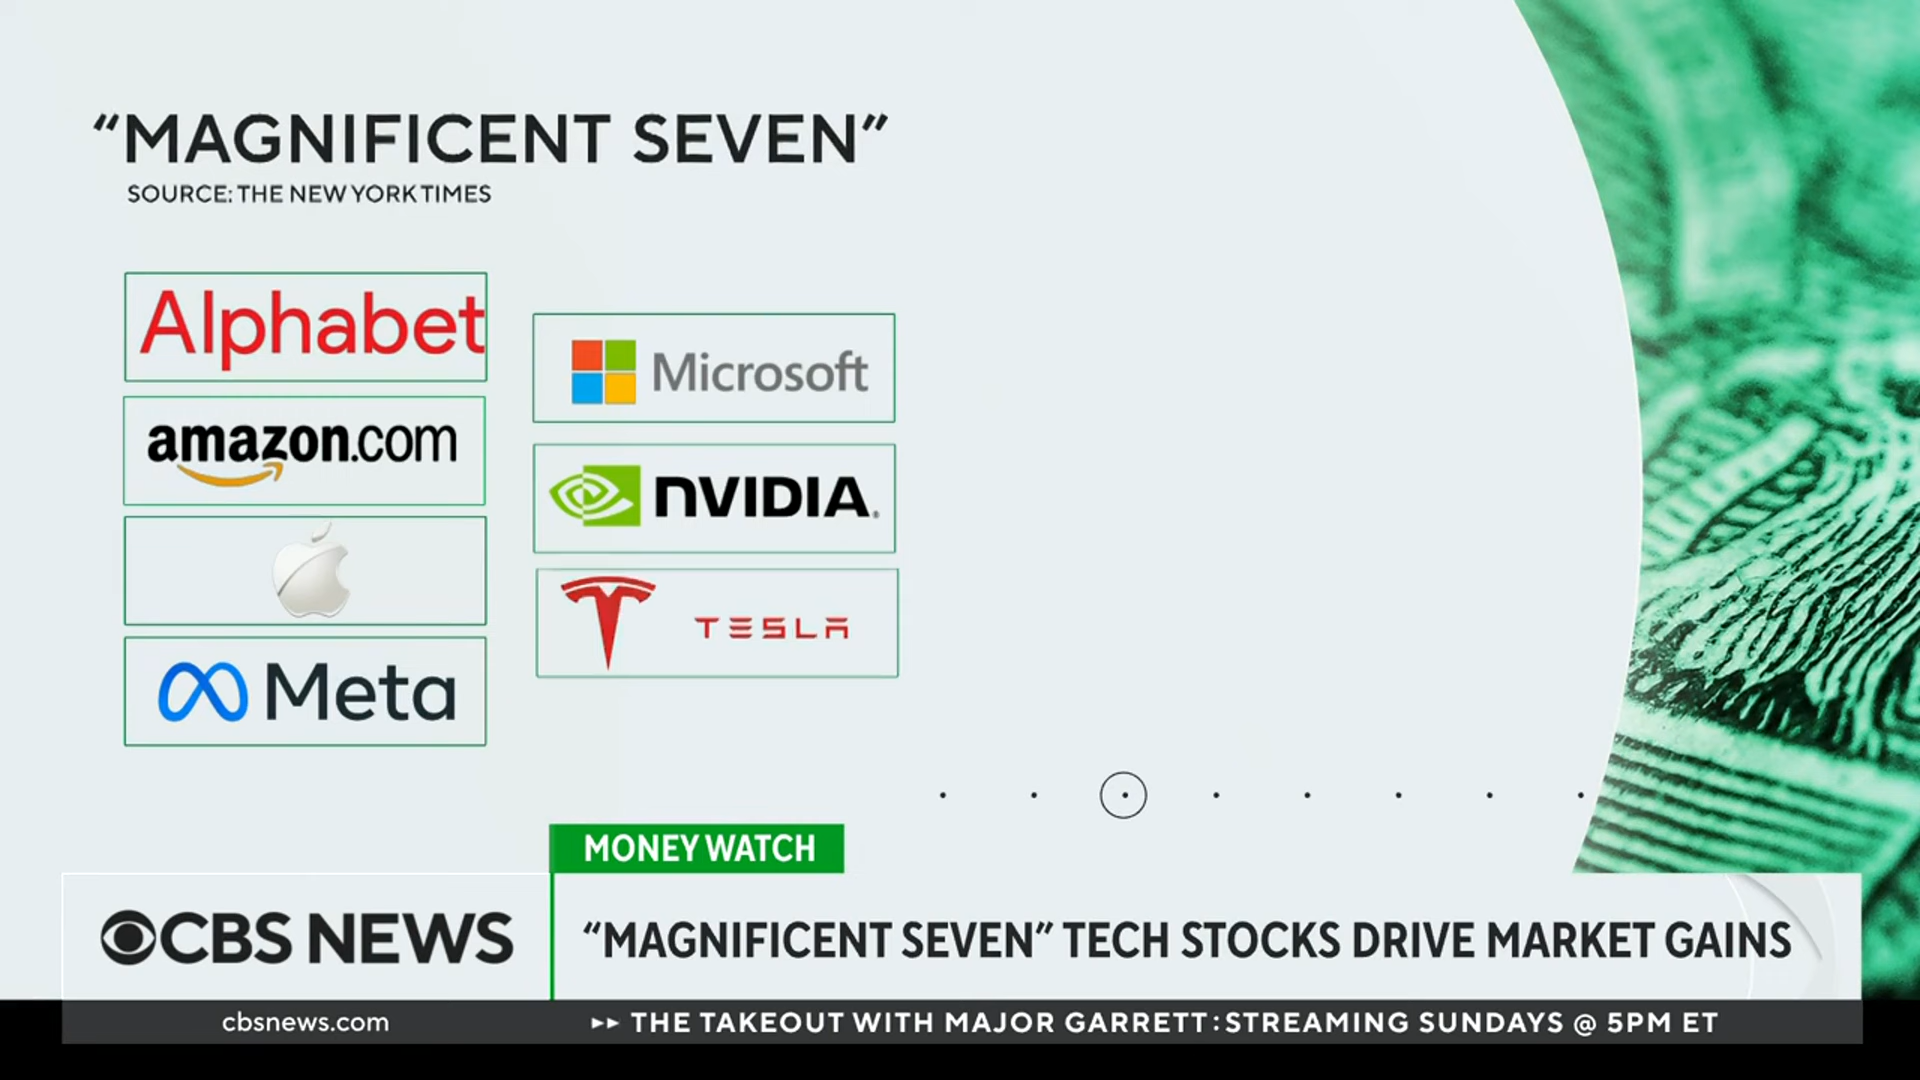 “MAGNIFICENT SEVEN”
SOURCE: THE NEW YORK TIMES
Alphabet
amazon.com
Meta
Microsoft
NVIDIA®
TESLA
MONEY WATCH
CBS NEWS
“MAGNIFICENT SEVEN” TECH STOCKS DRIVE MARKET GAINS
cbsnews.com
THE TAKEOUT WITH MAJOR GARRETT: STREAMING SUNDAYS @ 5PM ET